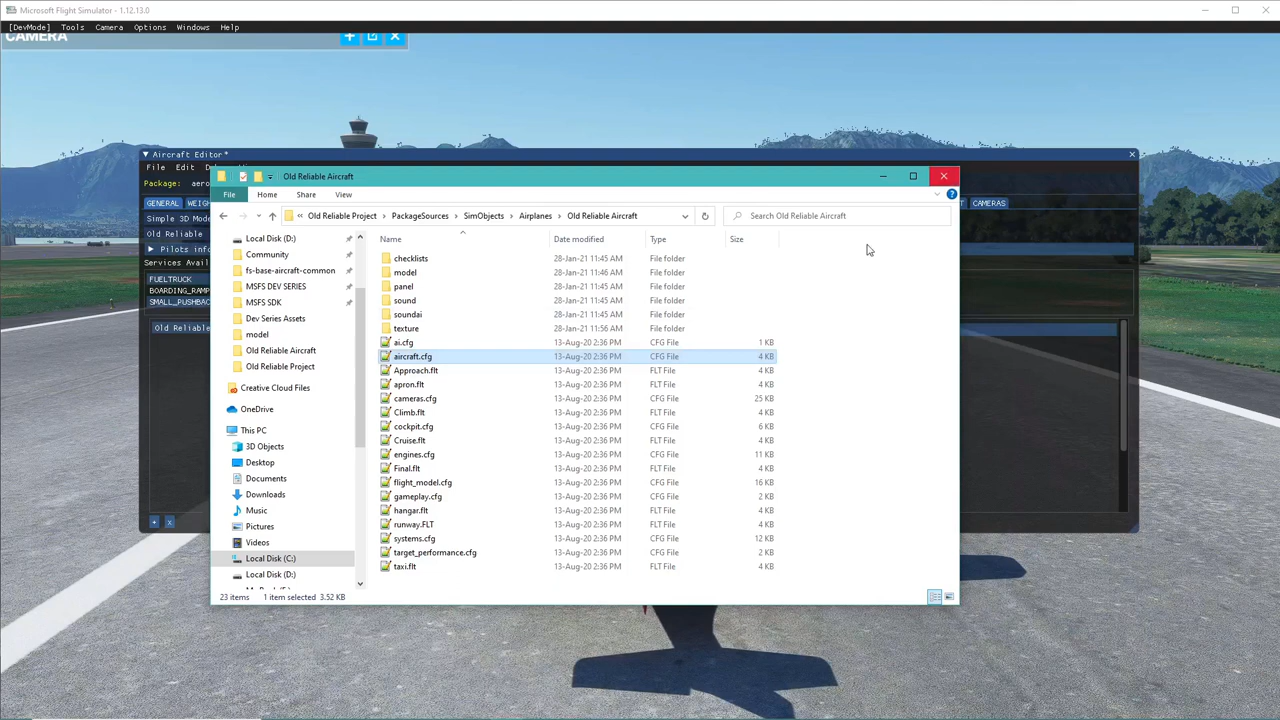 Microsoft Flight Simulator - 1.12.13.0
[DevMode] Tools Camera Options Windows Help
CAMERA
Aircraft Editor*
File Edit
Package: aero
GENERAL
CAMERAS
Simple 3D Mode
Old Reliable
Pilots info
Services Avai
FUELTRUCK
BOARDING_RAMP
SMALL_PUSHBAC
Old Reliable
+ x
Old Reliable Aircraft
File Home Share View
« Old Reliable Project › PackageSources › SimObjects › Airplanes › Old Reliable Aircraft
Search Old Reliable Aircraft
Local Disk (D:)
Community
fs-base-aircraft-common
MSFS DEV SERIES
MSFS SDK
Dev Series Assets
model
Old Reliable Aircraft
Old Reliable Project
Creative Cloud Files
OneDrive
This PC
3D Objects
Desktop
Documents
Downloads
Music
Pictures
Videos
Local Disk (C:)
Local Disk (D:)
Name Date modified Type Size
checklists 28-Jan-21 11:45 AM File folder
model 28-Jan-21 11:46 AM File folder
panel 28-Jan-21 11:45 AM File folder
sound 28-Jan-21 11:45 AM File folder
soundai 28-Jan-21 11:45 AM File folder
texture 28-Jan-21 11:56 AM File folder
ai.cfg 13-Aug-20 2:36 PM CFG File 1 KB
aircraft.cfg 13-Aug-20 2:36 PM CFG File 4 KB
Approach.flt 13-Aug-20 2:36 PM FLT File 4 KB
apron.flt 13-Aug-20 2:36 PM FLT File 4 KB
cameras.cfg 13-Aug-20 2:36 PM CFG File 25 KB
Climb.flt 13-Aug-20 2:36 PM FLT File 4 KB
cockpit.cfg 13-Aug-20 2:36 PM CFG File 6 KB
Cruise.flt 13-Aug-20 2:36 PM FLT File 4 KB
engines.cfg 13-Aug-20 2:36 PM CFG File 11 KB
Final.flt 13-Aug-20 2:36 PM FLT File 4 KB
flight_model.cfg 13-Aug-20 2:36 PM CFG File 16 KB
gameplay.cfg 13-Aug-20 2:36 PM CFG File 2 KB
hangar.flt 13-Aug-20 2:36 PM FLT File 4 KB
runway.FLT 13-Aug-20 2:36 PM FLT File 4 KB
systems.cfg 13-Aug-20 2:36 PM CFG File 12 KB
target_performance.cfg 13-Aug-20 2:36 PM CFG File 2 KB
taxi.flt 13-Aug-20 2:36 PM FLT File 4 KB
23 items 1 item selected 3.52 KB